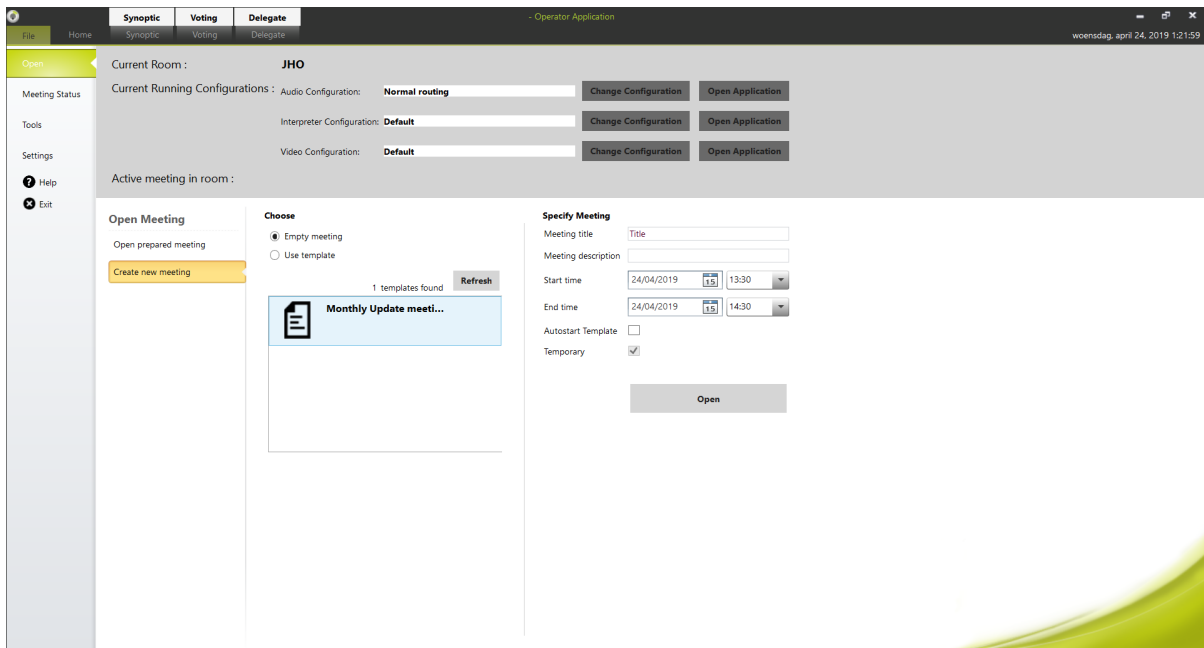 Synoptic Voting Delegate
- Operator Application
File Home Synoptic Voting Delegate
woensdag, april 24, 2019 1:21:59
Open
Meeting Status
Tools
Settings
Help
Exit
Current Room : JHO
Current Running Configurations : Audio Configuration: Normal routing Change Configuration Open Application
Interpreter Configuration: Default Change Configuration Open Application
Video Configuration: Default Change Configuration Open Application
Active meeting in room :
Open Meeting
Open prepared meeting
Create new meeting
Choose
Empty meeting
Use template
1 templates found Refresh
Monthly Update meeti...
Specify Meeting
Meeting title Title
Meeting description
Start time 24/04/2019 15 13:30
End time 24/04/2019 15 14:30
Autostart Template
Temporary
Open